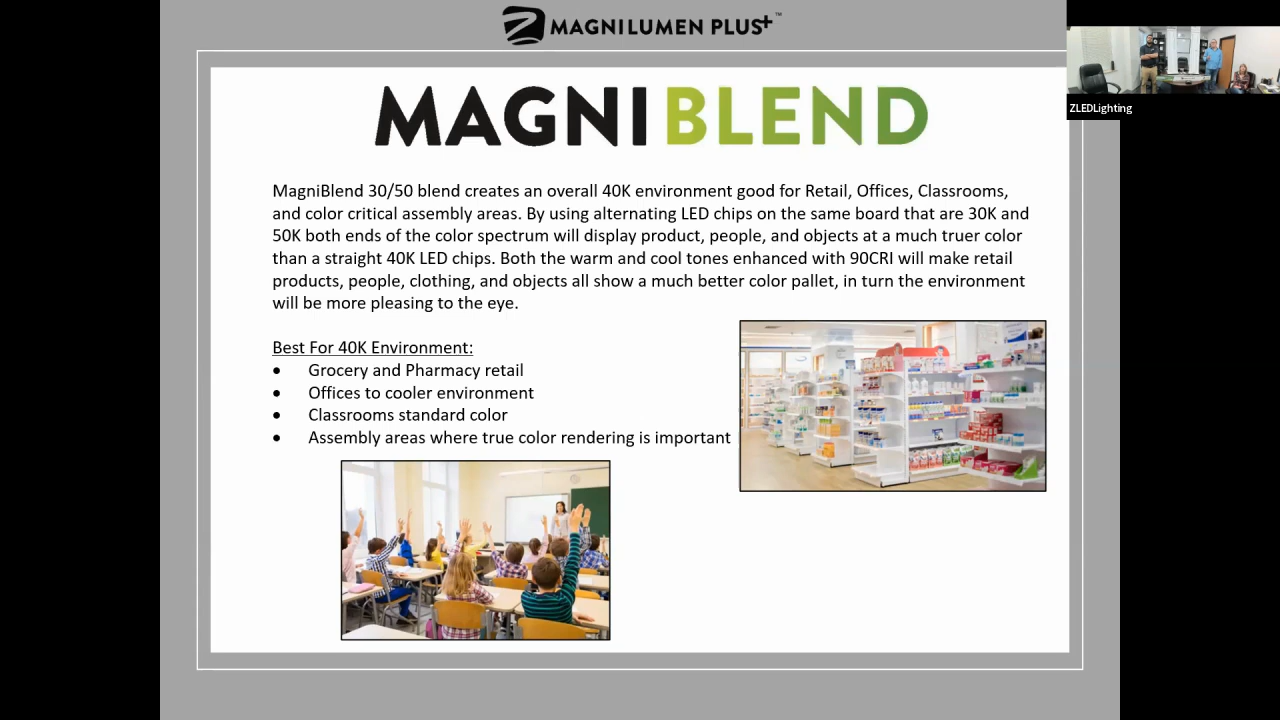 MAGNILUMEN PLUS+™
ZLEDLighting
MAGNIBLEND
MagniBlend 30/50 blend creates an overall 40K environment good for Retail, Offices, Classrooms,
and color critical assembly areas. By using alternating LED chips on the same board that are 30K and
50K both ends of the color spectrum will display product, people, and objects at a much truer color
than a straight 40K LED chips. Both the warm and cool tones enhanced with 90CRI will make retail
products, people, clothing, and objects all show a much better color pallet, in turn the environment
will be more pleasing to the eye.
Best For 40K Environment:
• Grocery and Pharmacy retail
• Offices to cooler environment
• Classrooms standard color
• Assembly areas where true color rendering is important